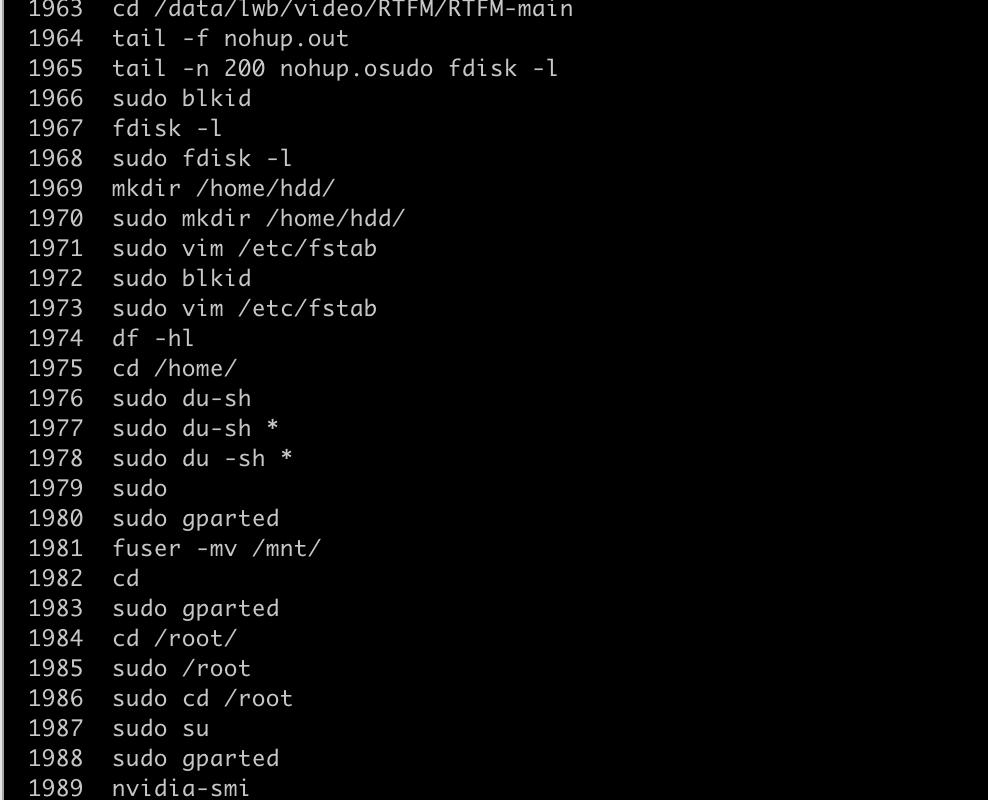 1963 cd /data/lwb/video/RTFM/RTFM-main
1964 tail -f nohup.out
1965 tail -n 200 nohup.osudo fdisk -l
1966 sudo blkid
1967 fdisk -l
1968 sudo fdisk -l
1969 mkdir /home/hdd/
1970 sudo mkdir /home/hdd/
1971 sudo vim /etc/fstab
1972 sudo blkid
1973 sudo vim /etc/fstab
1974 df -hl
1975 cd /home/
1976 sudo du-sh
1977 sudo du-sh *
1978 sudo du -sh *
1979 sudo
1980 sudo gparted
1981 fuser -mv /mnt/
1982 cd
1983 sudo gparted
1984 cd /root/
1985 sudo /root
1986 sudo cd /root
1987 sudo su
1988 sudo gparted
1989 nvidia-smi